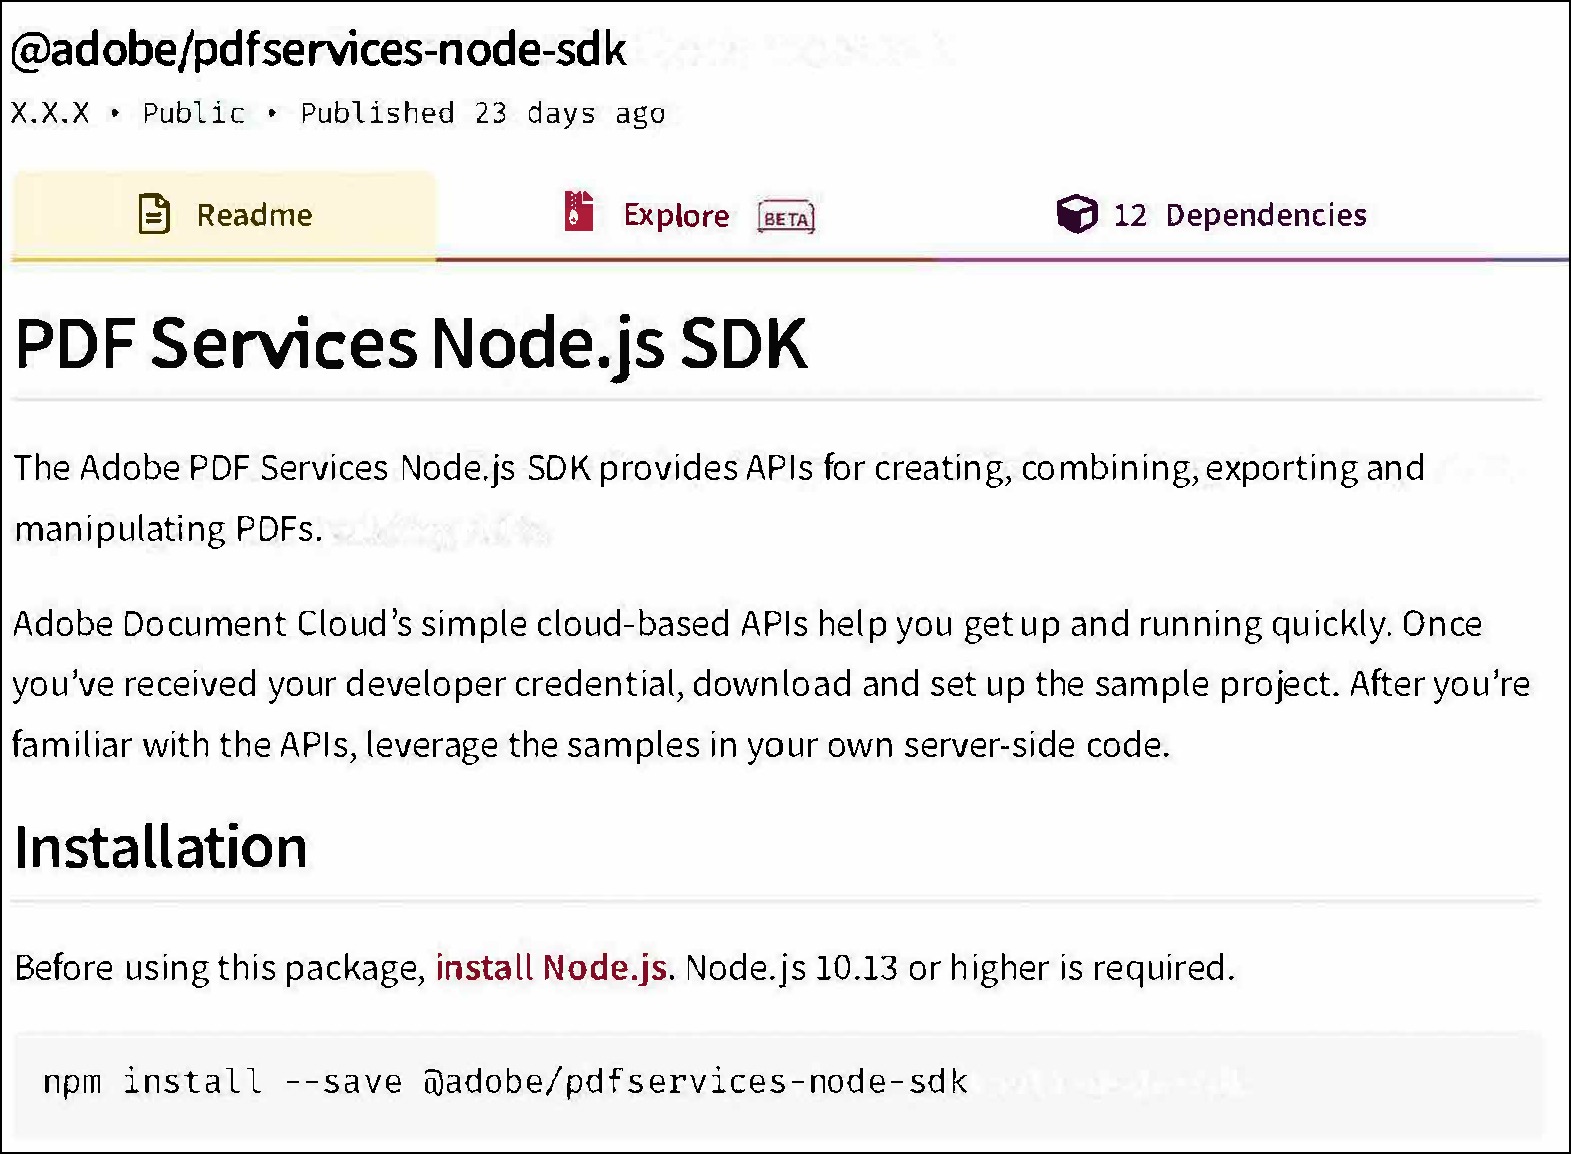 @adobe/pdfservices-node-sdk
X.X.X • Public • Published 23 days ago
Readme
Explore BETA
12 Dependencies
PDF Services Node.js SDK
The Adobe PDF Services Node.js SDK provides APIs for creating, combining, exporting and
manipulating PDFs.
Adobe Document Cloud’s simple cloud-based APIs help you get up and running quickly. Once
you’ve received your developer credential, download and set up the sample project. After you’re
familiar with the APIs, leverage the samples in your own server-side code.
Installation
Before using this package, install Node.js. Node.js 10.13 or higher is required.
npm install --save @adobe/pdfservices-node-sdk